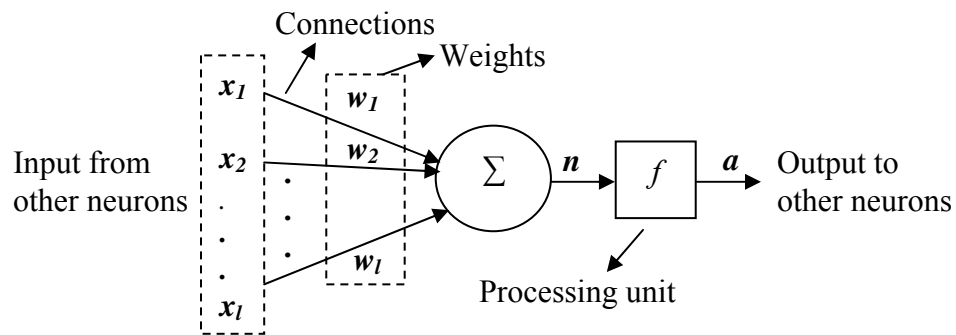 Connections
Weights
x1
w1
Input from
other neurons
x2
w2
∑
n
f
a
Output to
other neurons
wl
xl
Processing unit